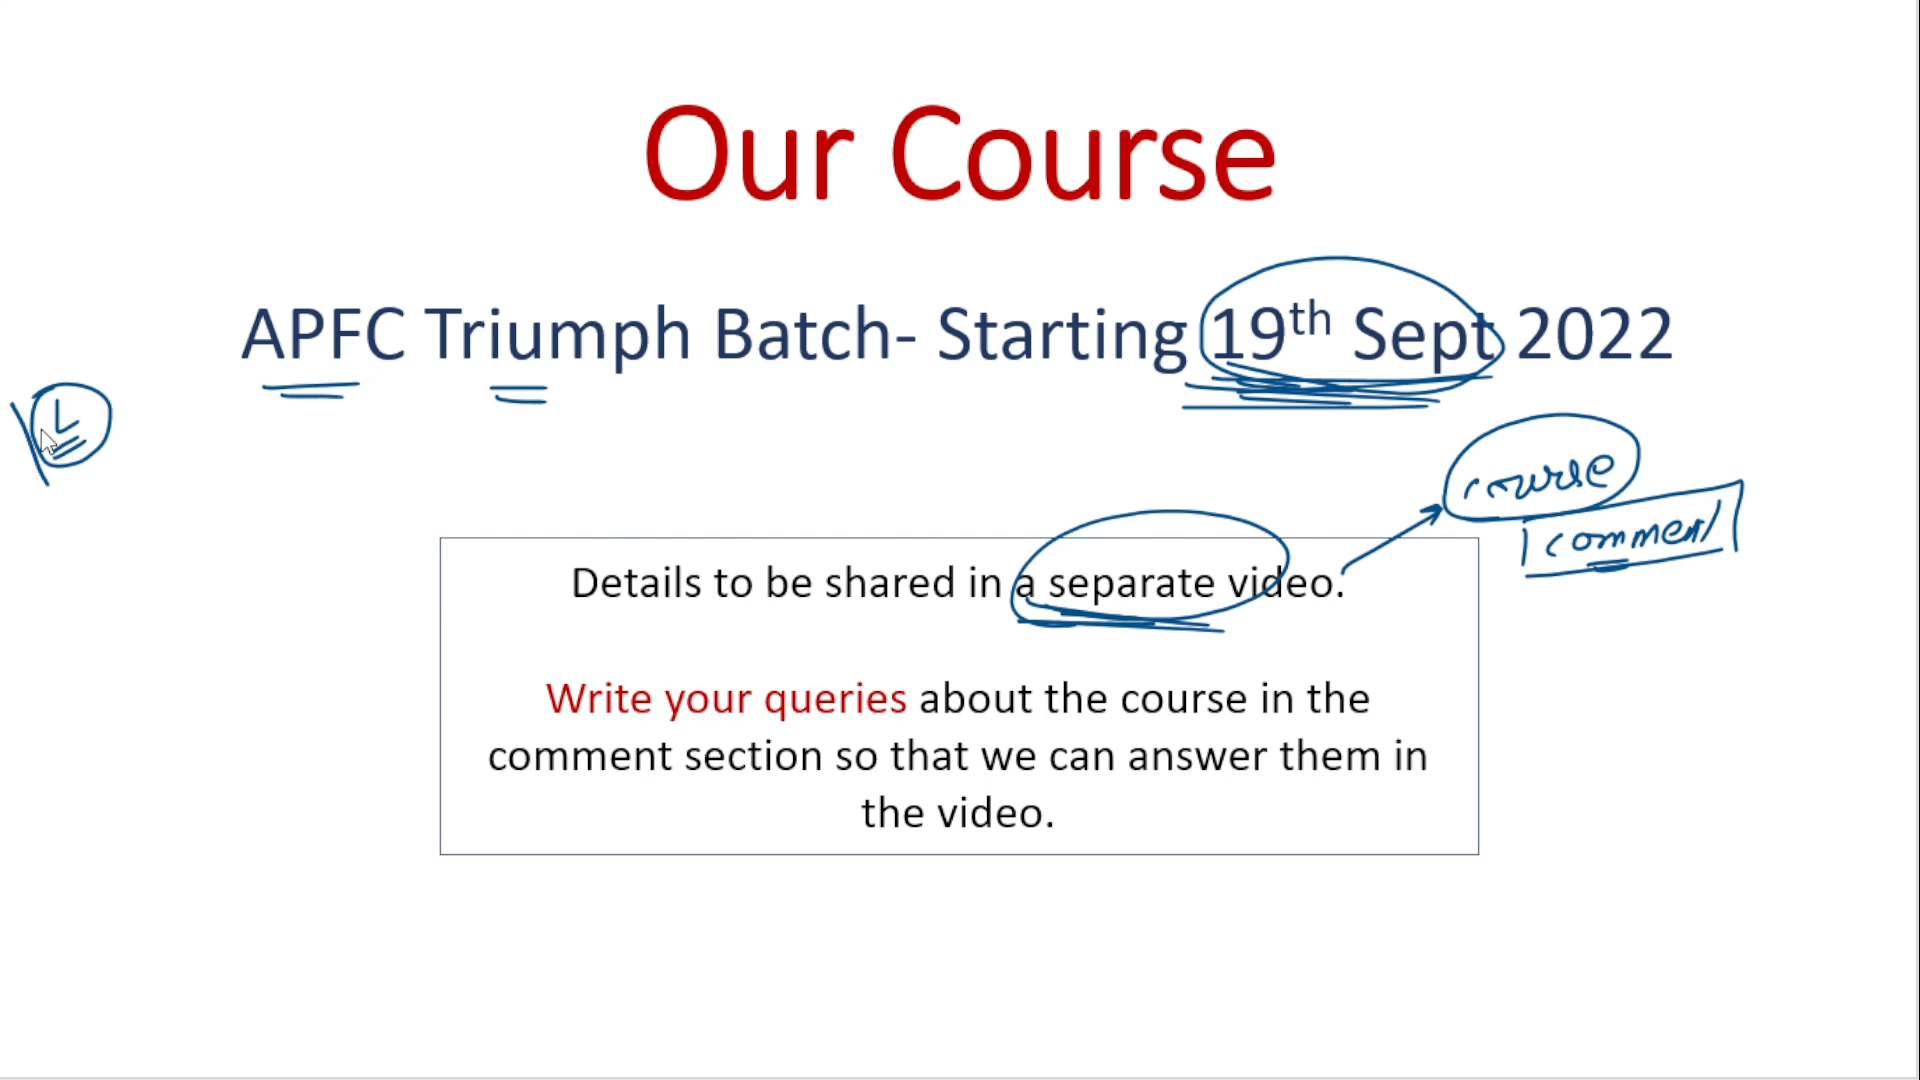 Our Course
APFC Triumph Batch- Starting 19th Sept 2022
L
course
comment
Details to be shared in a separate video.
Write your queries about the course in the
comment section so that we can answer them in
the video.